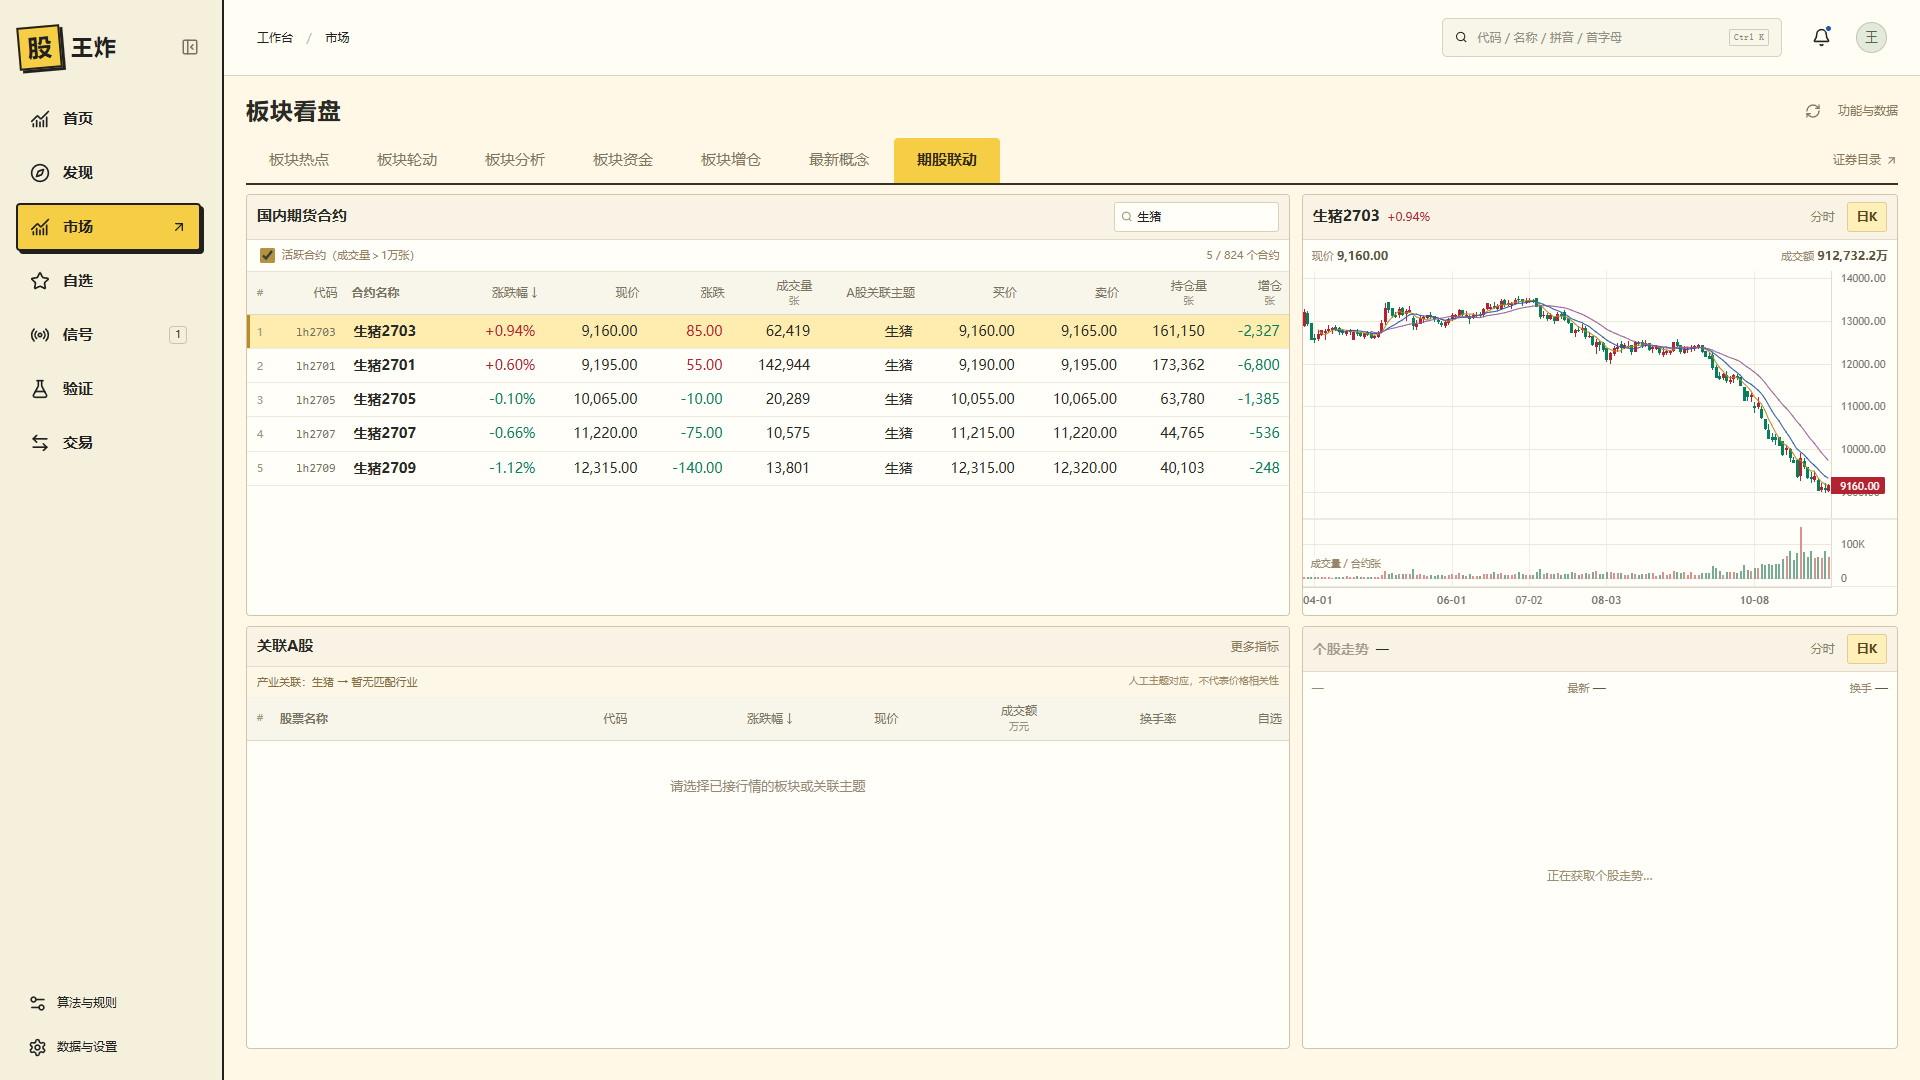 股 王炸
首页
发现
市场
自选
信号 1
验证
交易
算法与规则
数据与设置
工作台 / 市场
代码 / 名称 / 拼音 / 首字母 Ctrl K
王
板块看盘
功能与数据
板块热点 板块轮动 板块分析 板块资金 板块增仓 最新概念 期股联动
证券目录
国内期货合约
生猪
活跃合约（成交量 > 1万张）
5 / 824 个合约
# 代码 合约名称 涨跌幅↓ 现价 涨跌 成交量 张 A股关联主题 买价 卖价 持仓量 张 增仓 张
1 lh2703 生猪2703 +0.94% 9,160.00 85.00 62,419 生猪 9,160.00 9,165.00 161,150 -2,327
2 lh2701 生猪2701 +0.60% 9,195.00 55.00 142,944 生猪 9,190.00 9,195.00 173,362 -6,800
3 lh2705 生猪2705 -0.10% 10,065.00 -10.00 20,289 生猪 10,055.00 10,065.00 63,780 -1,385
4 lh2707 生猪2707 -0.66% 11,220.00 -75.00 10,575 生猪 11,215.00 11,220.00 44,765 -536
5 lh2709 生猪2709 -1.12% 12,315.00 -140.00 13,801 生猪 12,315.00 12,320.00 40,103 -248
生猪2703 +0.94%
分时 日K
现价 9,160.00
成交额 912,732.2万
14000.00
13000.00
12000.00
11000.00
10000.00
9160.00
成交量 / 合约张
100K
0
04-01 06-01 07-02 08-03 10-08
关联A股
更多指标
产业关联：生猪 → 暂无匹配行业
人工主题对应，不代表价格相关性
# 股票名称 代码 涨跌幅↓ 现价 成交额 万元 换手率 自选
请选择已接行情的板块或关联主题
个股走势 —
分时 日K
— 最新 — 换手 —
正在获取个股走势...